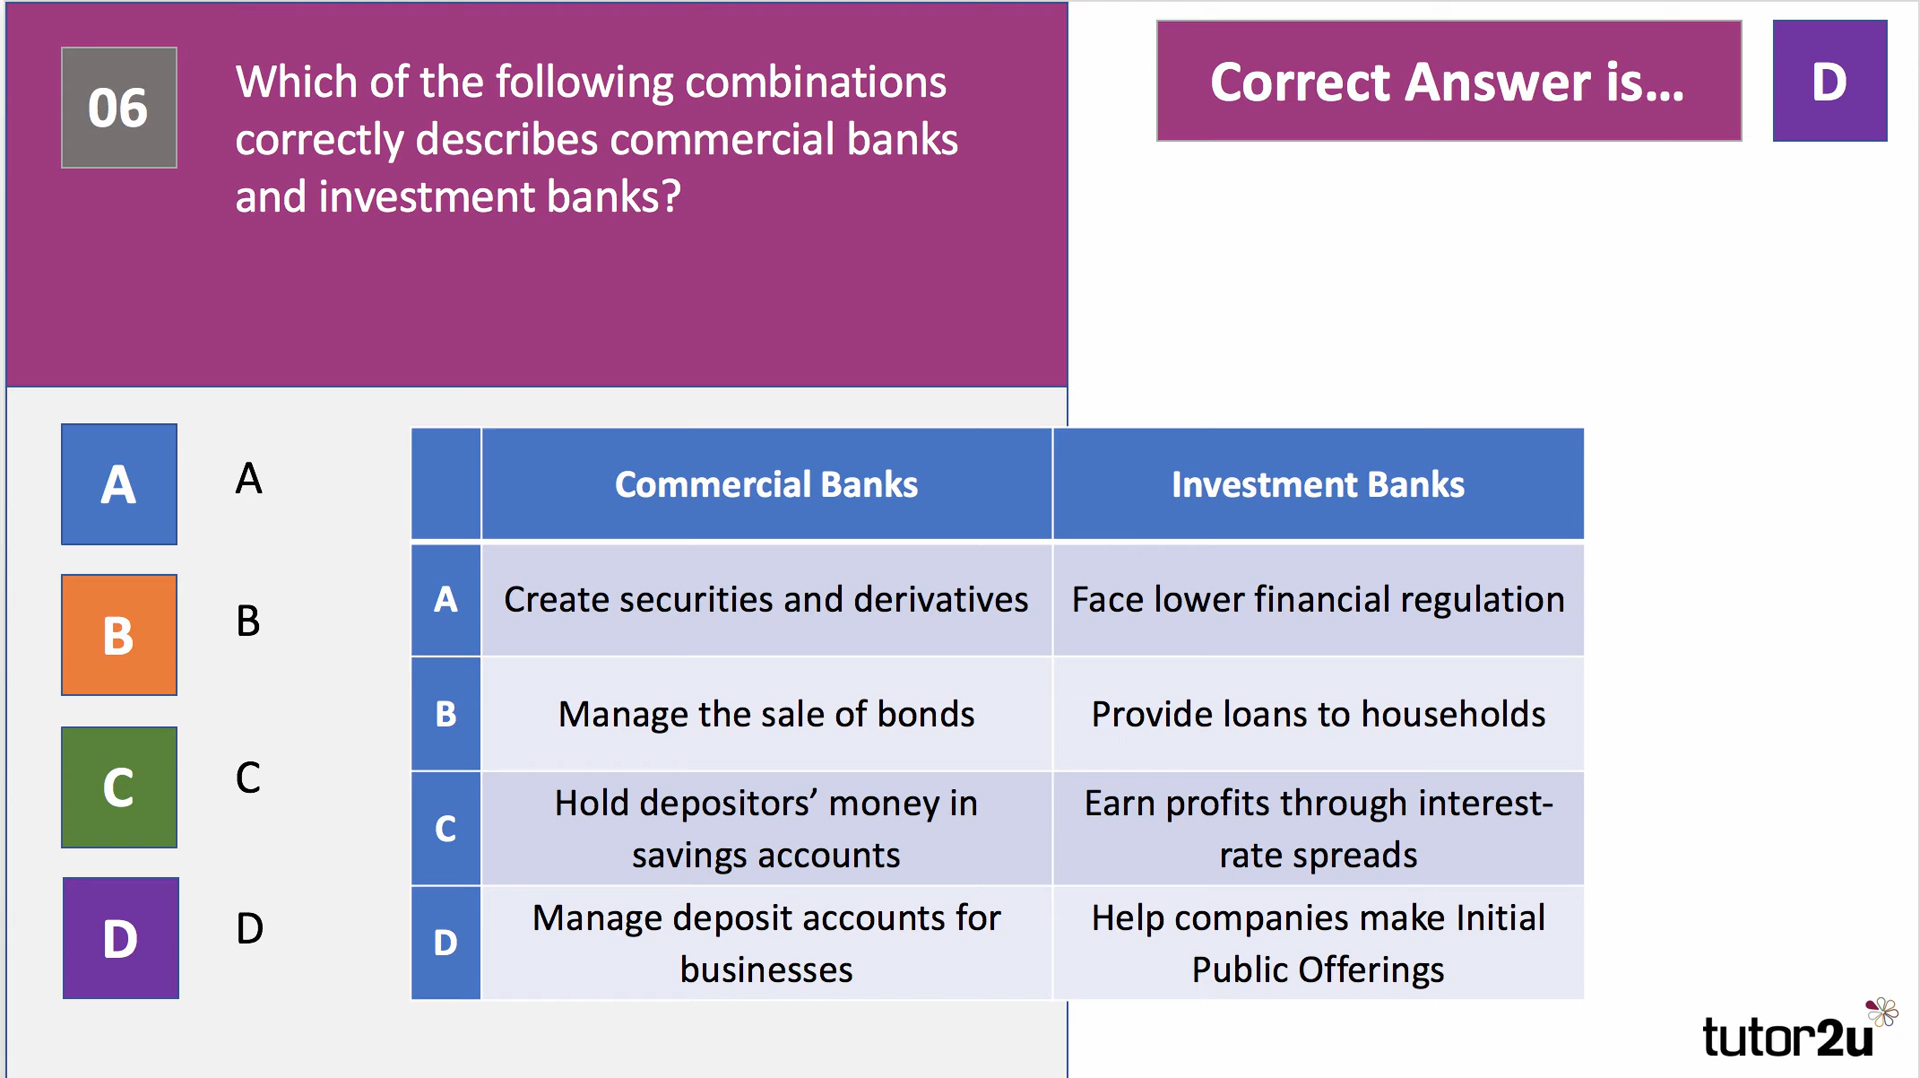 06
Which of the following combinations
correctly describes commercial banks
and investment banks?
Correct Answer is...
D
A
A
B
B
C
C
D
D
Commercial Banks
Investment Banks
A
Create securities and derivatives
Face lower financial regulation
B
Manage the sale of bonds
Provide loans to households
C
Hold depositors’ money in
savings accounts
Earn profits through interest-
rate spreads
D
Manage deposit accounts for
businesses
Help companies make Initial
Public Offerings
tutor2u